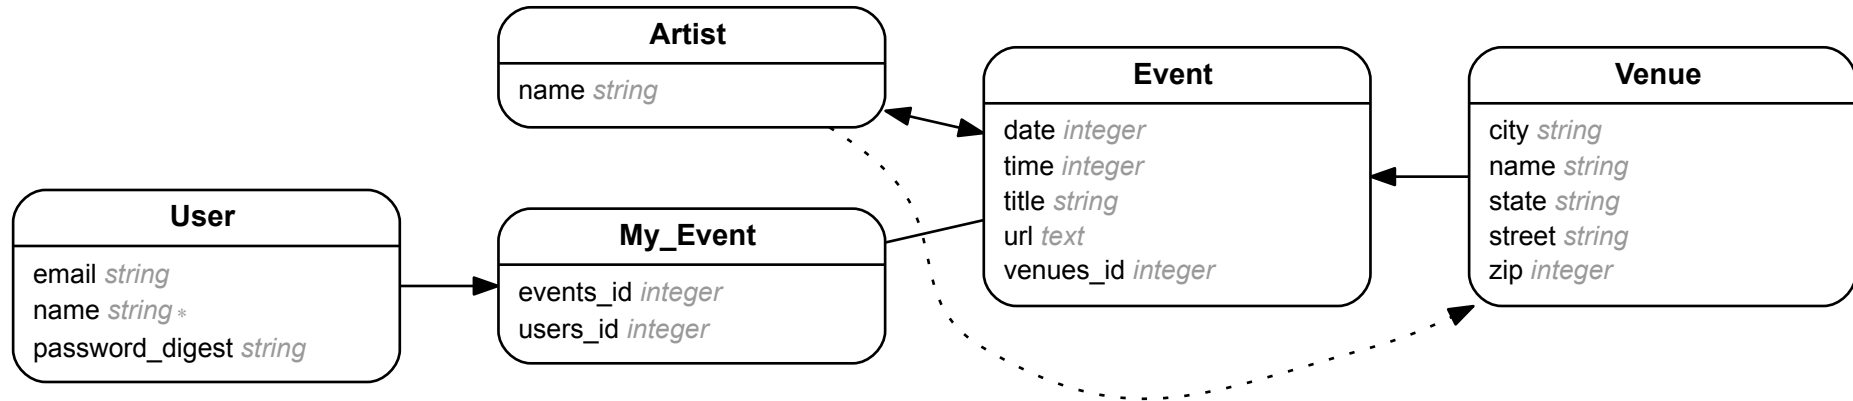 Artist
name string
Event
date integer
time integer
title string
url text
venues_id integer
Venue
city string
name string
state string
street string
zip integer
User
email string
name string *
password_digest string
My_Event
events_id integer
users_id integer